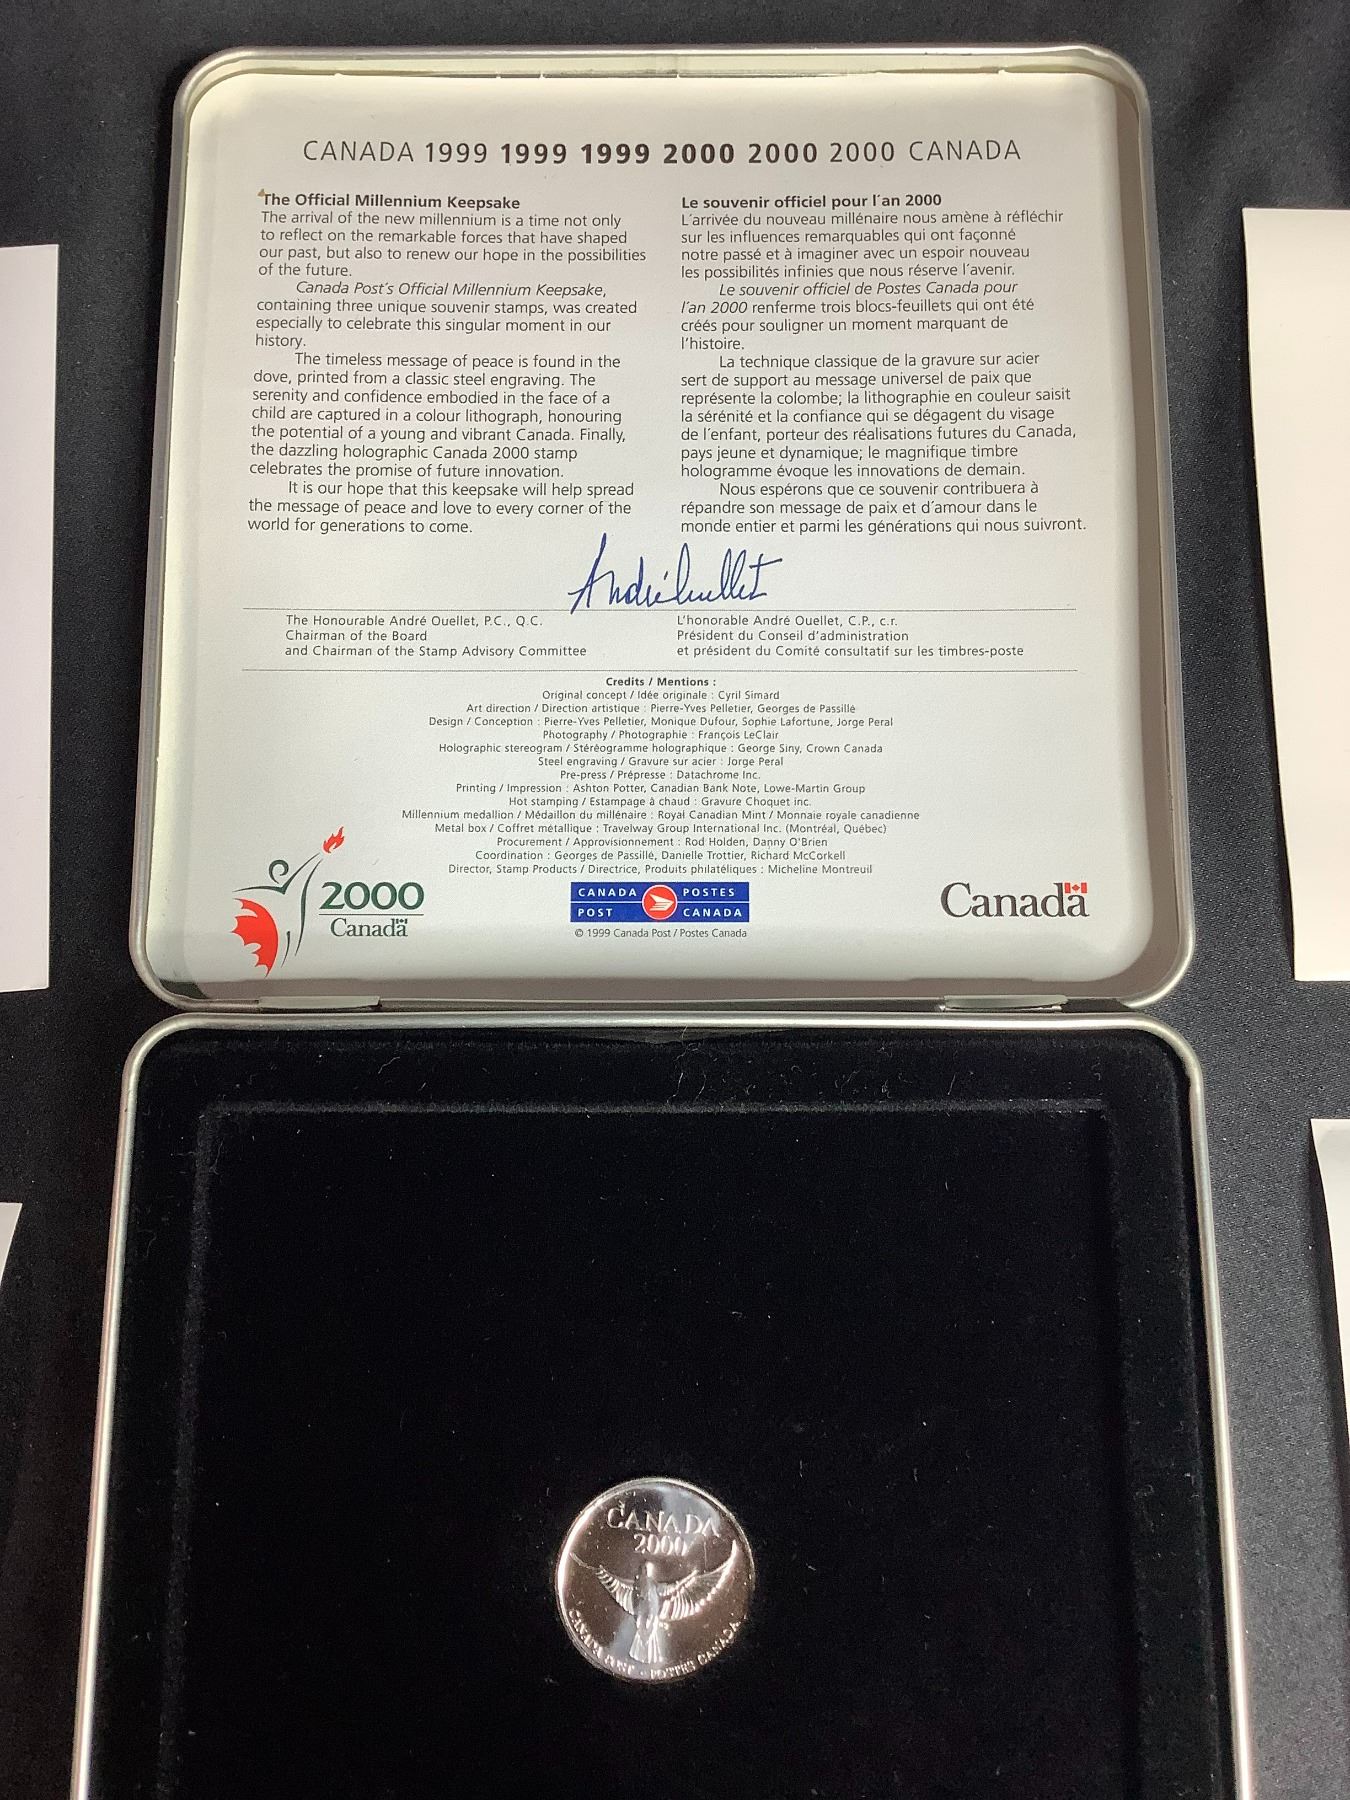 CANADA 1999 1999 1999 2000 2000 2000 CANADA
The Official Millennium Keepsake
The arrival of the new millennium is a time not only
to reflect on the remarkable forces that have shaped
our past, but also to renew our hope in the possibilities
of the future.
Canada Post's Official Millennium Keepsake,
containing three unique souvenir stamps, was created
especially to celebrate this singular moment in our
history.
The timeless message of peace is found in the
dove, printed from a classic steel engraving. The
serenity and confidence embodied in the face of a
child are captured in a colour lithograph, honouring
the potential of a young and vibrant Canada. Finally,
the dazzling holographic Canada 2000 stamp
celebrates the promise of future innovation.
It is our hope that this keepsake will help spread
the message of peace and love to every corner of the
world for generations to come.
Le souvenir officiel pour l'an 2000
L'arrivée du nouveau millénaire nous amène à réfléchir
sur les influences remarquables qui ont façonné
notre passé et à imaginer avec un espoir nouveau
les possibilités infinies que nous réserve l'avenir.
Le souvenir officiel de Postes Canada pour
l'an 2000 renferme trois blocs-feuillets qui ont été
créés pour souligner un moment marquant de
l'histoire.
La technique classique de la gravure sur acier
sert de support au message universel de paix que
représente la colombe; la lithographie en couleur saisit
la sérénité et la confiance qui se dégagent du visage
de l'enfant, porteur des réalisations futures du Canada,
pays jeune et dynamique; le magnifique timbre
hologramme évoque les innovations de demain.
Nous espérons que ce souvenir contribuera à
répandre son message de paix et d'amour dans le
monde entier et parmi les générations qui nous suivront.
André Ouellet
The Honourable André Ouellet, P.C., Q.C.
Chairman of the Board
and Chairman of the Stamp Advisory Committee
L'honorable André Ouellet, C.P., c.r.
Président du Conseil d'administration
et président du Comité consultatif sur les timbres-poste
Credits / Mentions :
Original concept / Idée originale : Cyril Simard
Art direction / Direction artistique : Pierre-Yves Pelletier, Georges de Passillé
Design / Conception : Pierre-Yves Pelletier, Monique Dufour, Sophie Lafortune, Jorge Peral
Photography / Photographie : François LeClair
Holographic stereogram / Stéréogramme holographique : George Siny, Crown Canada
Steel engraving / Gravure sur acier : Jorge Peral
Pre-press / Prépresse : Datachrome Inc.
Printing / Impression : Ashton Potter, Canadian Bank Note, Lowe-Martin Group
Hot stamping / Estampage à chaud : Gravure Choquet inc.
Millennium medallion / Médaillon du millénaire : Royal Canadian Mint / Monnaie royale canadienne
Metal box / Coffret métallique : Travelway Group International Inc. (Montréal, Québec)
Procurement / Approvisionnement : Rod Holden, Danny O'Brien
Coordination : Georges de Passillé, Danielle Trottier, Richard McCorkell
Director, Stamp Products / Directrice, Produits philatéliques : Micheline Montreuil
2000
Canada
CANADA POSTES
POST CANADA
© 1999 Canada Post / Postes Canada
Canada
CANADA
2000
CANADA POST • POSTES CANADA